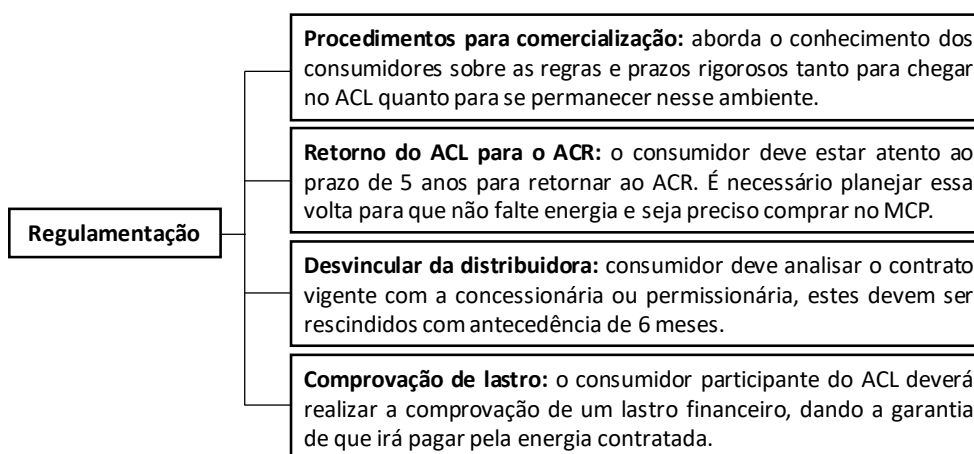 Procedimentos para comercialização: aborda o conhecimento dos
consumidores sobre as regras e prazos rigorosos tanto para chegar
no ACL quanto para se permanecer nesse ambiente.
Retorno do ACL para o ACR: o consumidor deve estar atento ao
prazo de 5 anos para retornar ao ACR. É necessário planejar essa
volta para que não falte energia e seja preciso comprar no MCP.
Regulamentação
Desvincular da distribuidora: consumidor deve analisar o contrato
vigente com a concessionária ou permissionária, estes devem ser
rescindidos com antecedência de 6 meses.
Comprovação de lastro: o consumidor participante do ACL deverá
realizar a comprovação de um lastro financeiro, dando a garantia
de que irá pagar pela energia contratada.